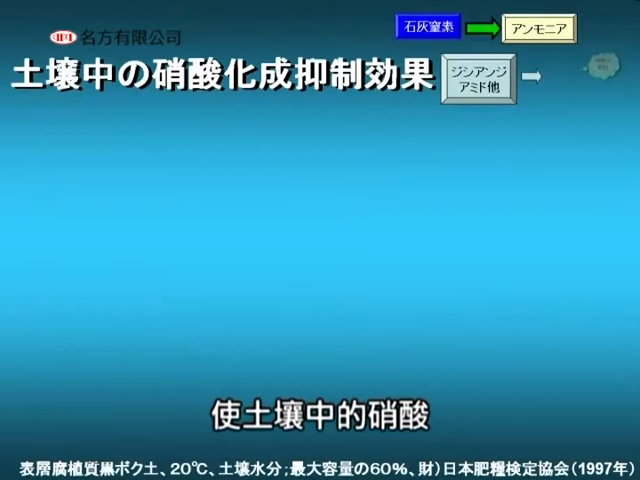 名方有限公司
石灰窒素
アンモニア
土壌中の硝酸化成抑制効果
ジシアンジ
アミド他
使土壤中的硝酸
表層腐植質黒ボク土、20℃、土壌水分；最大容量の60%、財）日本肥糧検定協会（1997年）